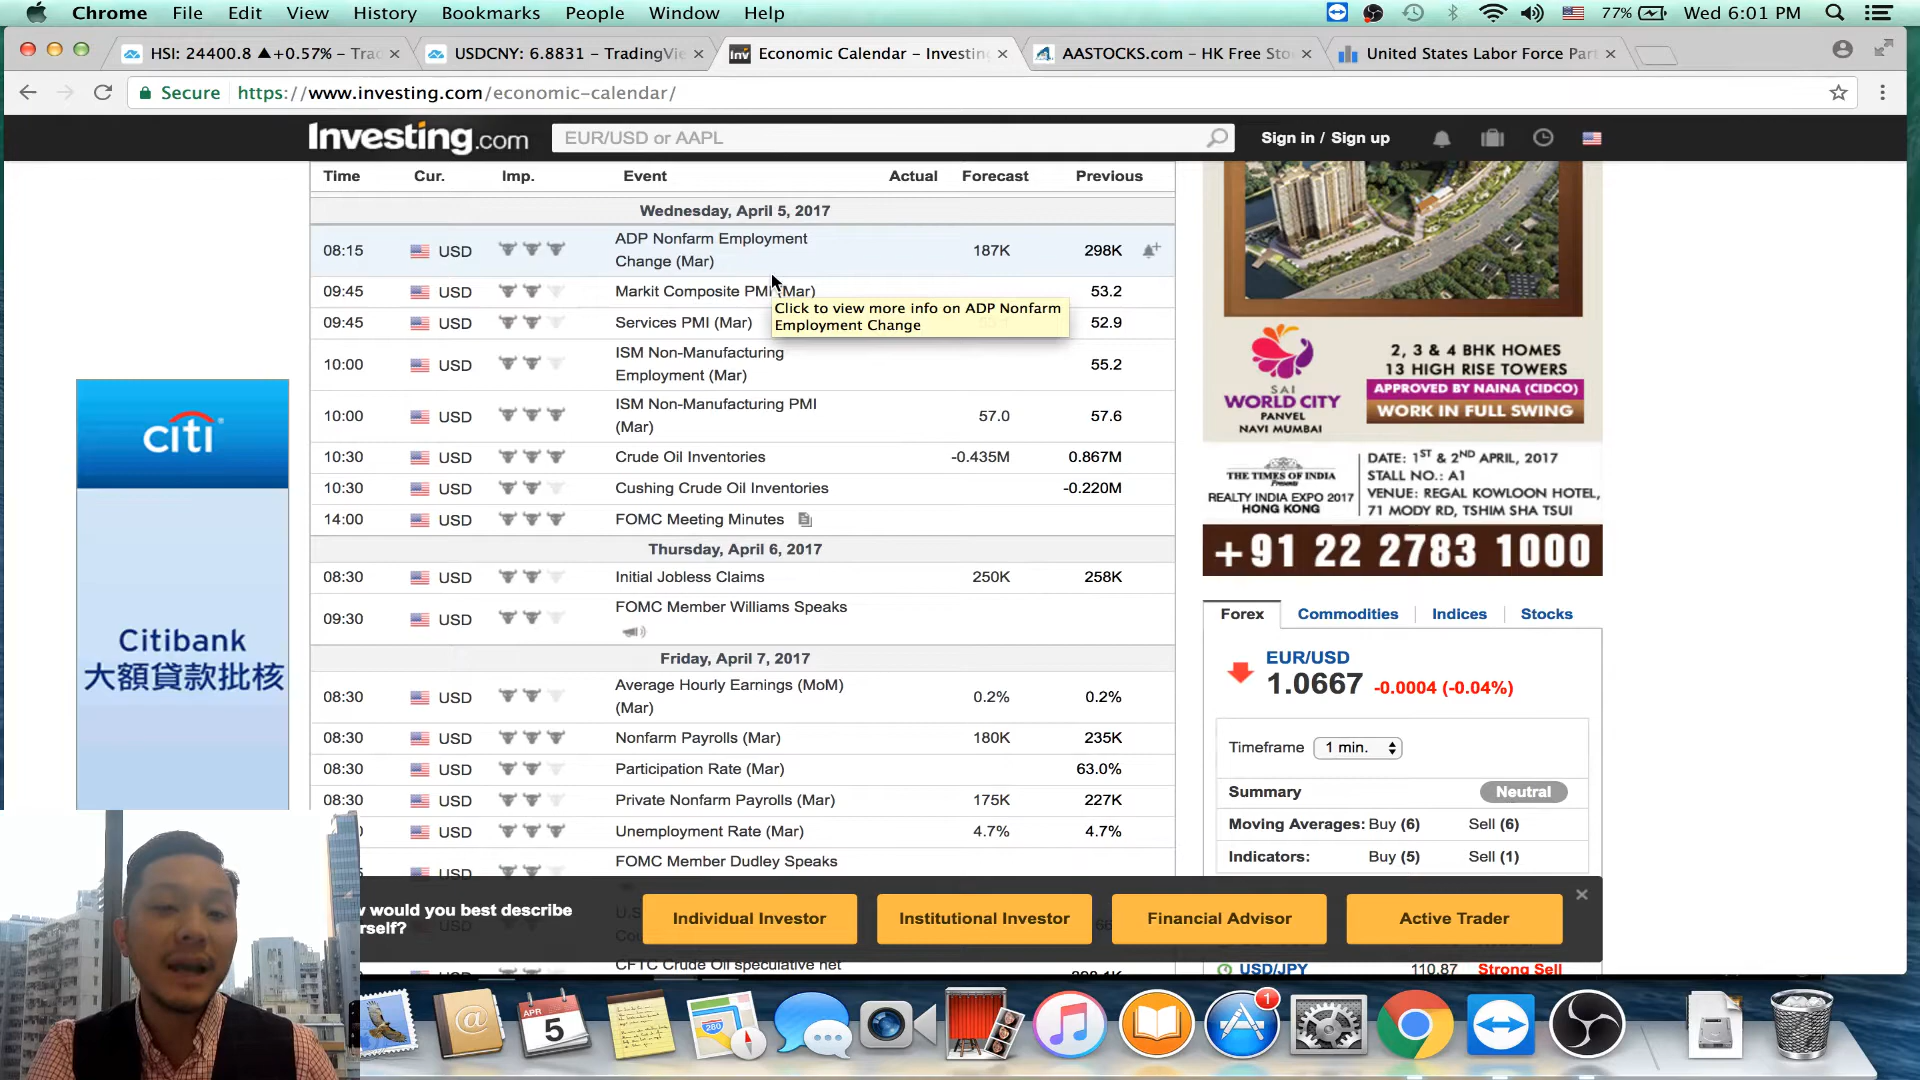 Chrome File Edit View History Bookmarks People Window Help
77% Wed 6:01 PM
HSI: 24400.8 ▲+0.57% – Trad
USDCNY: 6.8831 – TradingVie
Economic Calendar – Investing
AASTOCKS.com – HK Free Sto
United States Labor Force Par
Secure https://www.investing.com/economic-calendar/
Investing.com
EUR/USD or AAPL
Sign in / Sign up
Time Cur. Imp. Event Actual Forecast Previous
Wednesday, April 5, 2017
08:15 USD ADP Nonfarm Employment Change (Mar) 187K 298K
09:45 USD Markit Composite PMI (Mar) 53.2
Click to view more info on ADP Nonfarm
Employment Change
09:45 USD Services PMI (Mar) 52.9
10:00 USD ISM Non-Manufacturing Employment (Mar) 55.2
10:00 USD ISM Non-Manufacturing PMI (Mar) 57.0 57.6
10:30 USD Crude Oil Inventories -0.435M 0.867M
10:30 USD Cushing Crude Oil Inventories -0.220M
14:00 USD FOMC Meeting Minutes
Thursday, April 6, 2017
08:30 USD Initial Jobless Claims 250K 258K
09:30 USD FOMC Member Williams Speaks
Friday, April 7, 2017
08:30 USD Average Hourly Earnings (MoM) (Mar) 0.2% 0.2%
08:30 USD Nonfarm Payrolls (Mar) 180K 235K
08:30 USD Participation Rate (Mar) 63.0%
08:30 USD Private Nonfarm Payrolls (Mar) 175K 227K
USD Unemployment Rate (Mar) 4.7% 4.7%
USD FOMC Member Dudley Speaks
would you best describe
rself?
Individual Investor
Institutional Investor
Financial Advisor
Active Trader
CFTC Crude Oil speculative net
citi
Citibank
大額貸款批核
2, 3 & 4 BHK HOMES
13 HIGH RISE TOWERS
APPROVED BY NAINA (CIDCO)
WORK IN FULL SWING
SAI
WORLD CITY
PANVEL
NAVI MUMBAI
THE TIMES OF INDIA
Presents
REALTY INDIA EXPO 2017
HONG KONG
DATE: 1ST & 2ND APRIL, 2017
STALL NO.: A1
VENUE: REGAL KOWLOON HOTEL,
71 MODY RD, TSHIM SHA TSUI
+91 22 2783 1000
Forex Commodities Indices Stocks
EUR/USD
1.0667 -0.0004 (-0.04%)
Timeframe 1 min.
Summary Neutral
Moving Averages: Buy (6) Sell (6)
Indicators: Buy (5) Sell (1)
USD/JPY 110.87 Strong Sell
APR
5
280
1